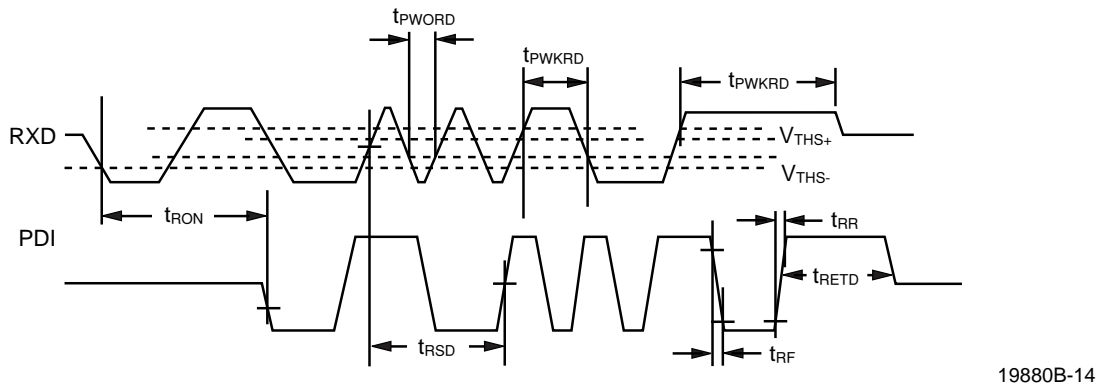 tPWORD
tPWKRD
tPWKRD
RXD
VTHS+
VTHS-
tRON
tRR
PDI
tRETD
tRSD
tRF
19880B-14